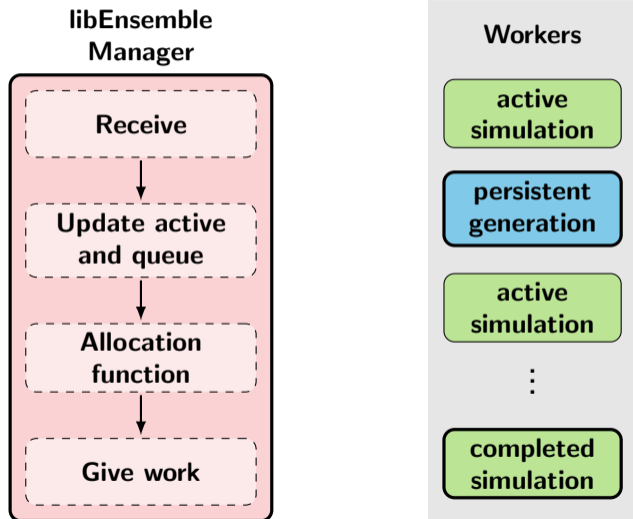 libEnsemble
Manager
Receive
Update active
and queue
Allocation
function
Give work
Workers
active
simulation
persistent
generation
active
simulation
⋮
completed
simulation